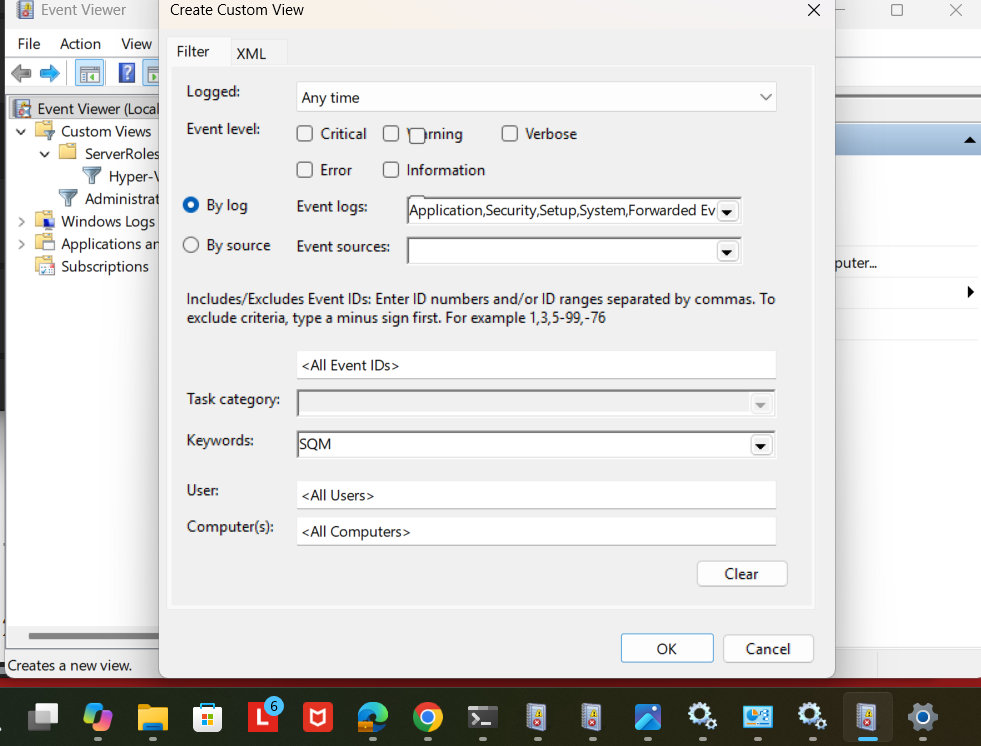 Event Viewer
Create Custom View
File Action View
Filter XML
Logged: Any time
Event Viewer (Local
Event level: Critical rning Verbose
Custom Views
ServerRoles
Error Information
Hyper-V
Administrat
By log Event logs: Application,Security,Setup,System,Forwarded Ev
Windows Logs
Applications an
By source Event sources:
Subscriptions
puter...
Includes/Excludes Event IDs: Enter ID numbers and/or ID ranges separated by commas. To
exclude criteria, type a minus sign first. For example 1,3,5-99,-76
<All Event IDs>
Task category:
Keywords: SQM
User: <All Users>
Computer(s): <All Computers>
Clear
OK Cancel
Creates a new view.
L 6